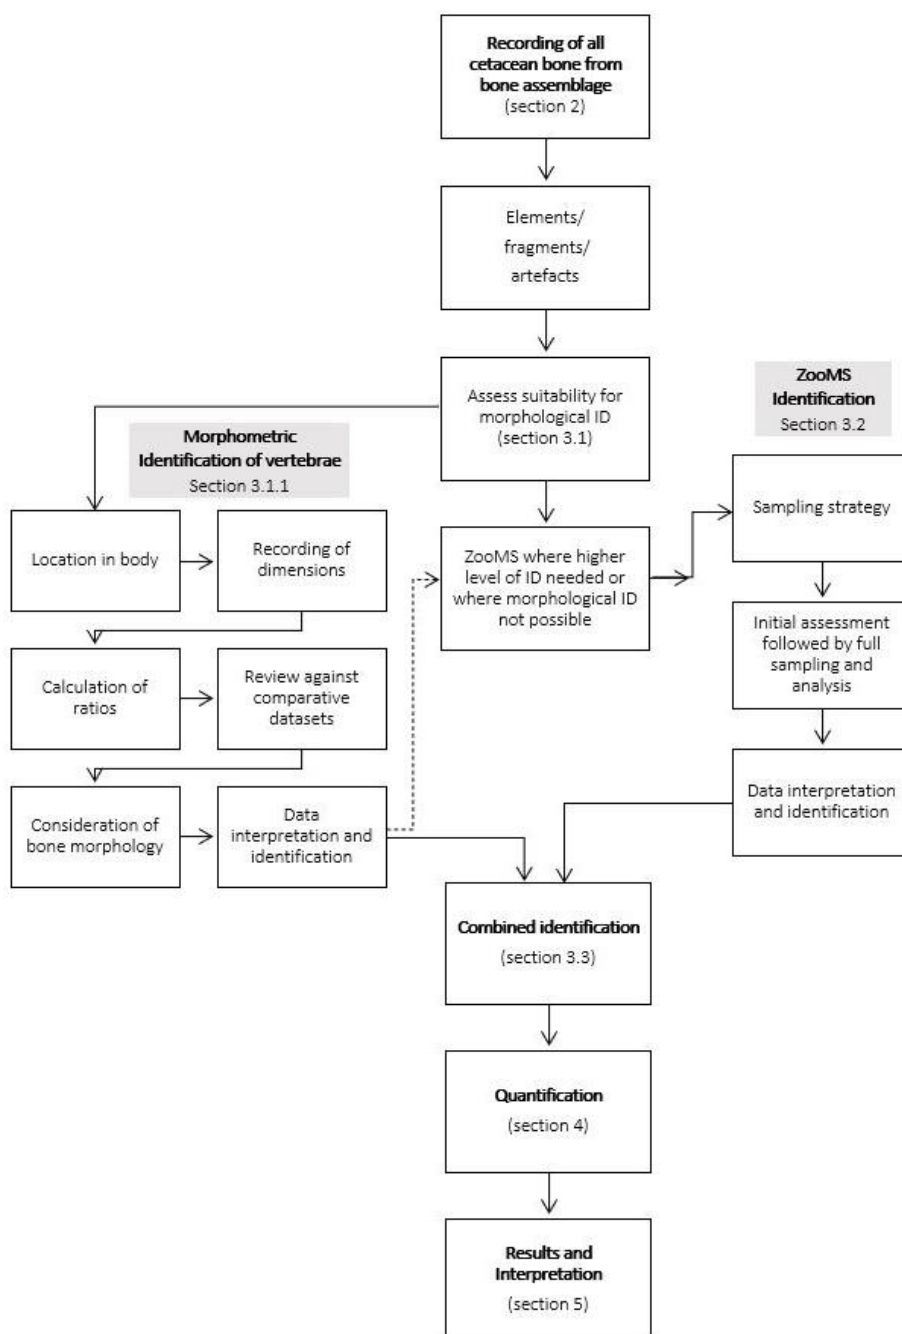 Recording of all
cetacean bone from
bone assemblage
(section 2)
Elements/
fragments/
artefacts
Assess suitability for
morphological ID
(section 3.1)
ZooMS
Identification
Section 3.2
Morphometric
Identification of vertebrae
Section 3.1.1
Sampling strategy
Location in body
Recording of
dimensions
ZooMS where higher
level of ID needed or
where morphological ID
not possible
Initial assessment
followed by full
sampling and
analysis
Calculation of
ratios
Review against
comparative
datasets
Consideration of
bone morphology
Data
interpretation and
identification
Data interpretation
and identification
Combined identification
(section 3.3)
Quantification
(section 4)
Results and
Interpretation
(section 5)